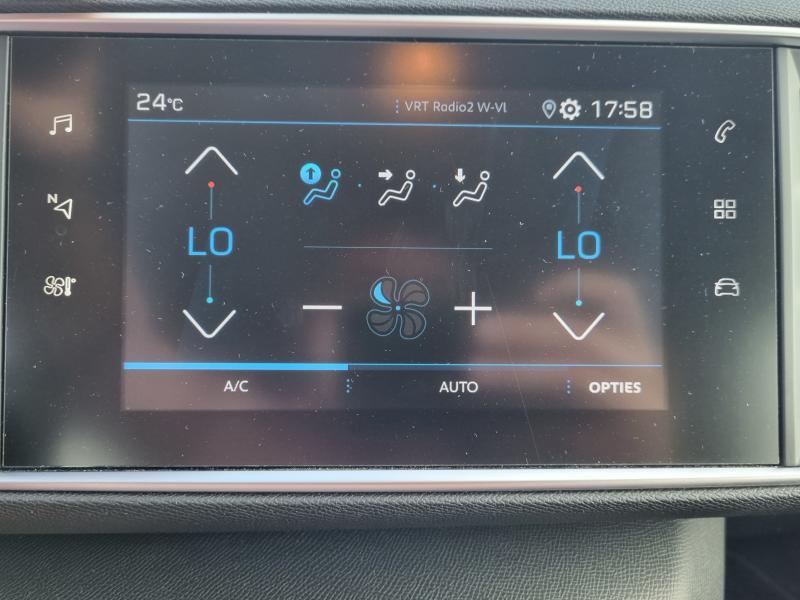 24°C
VRT Radio2 W-Vl
17:58
N
LO
LO
A/C
AUTO
OPTIES